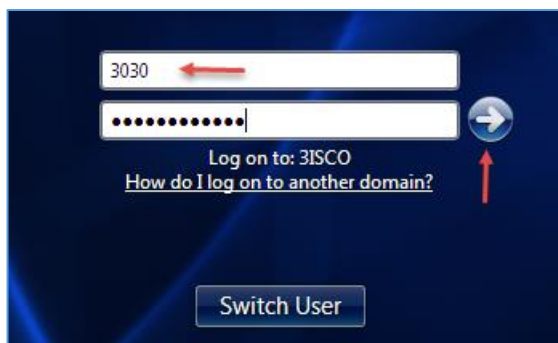 3030
Log on to: 3ISCO
How do I log on to another domain?
Switch User